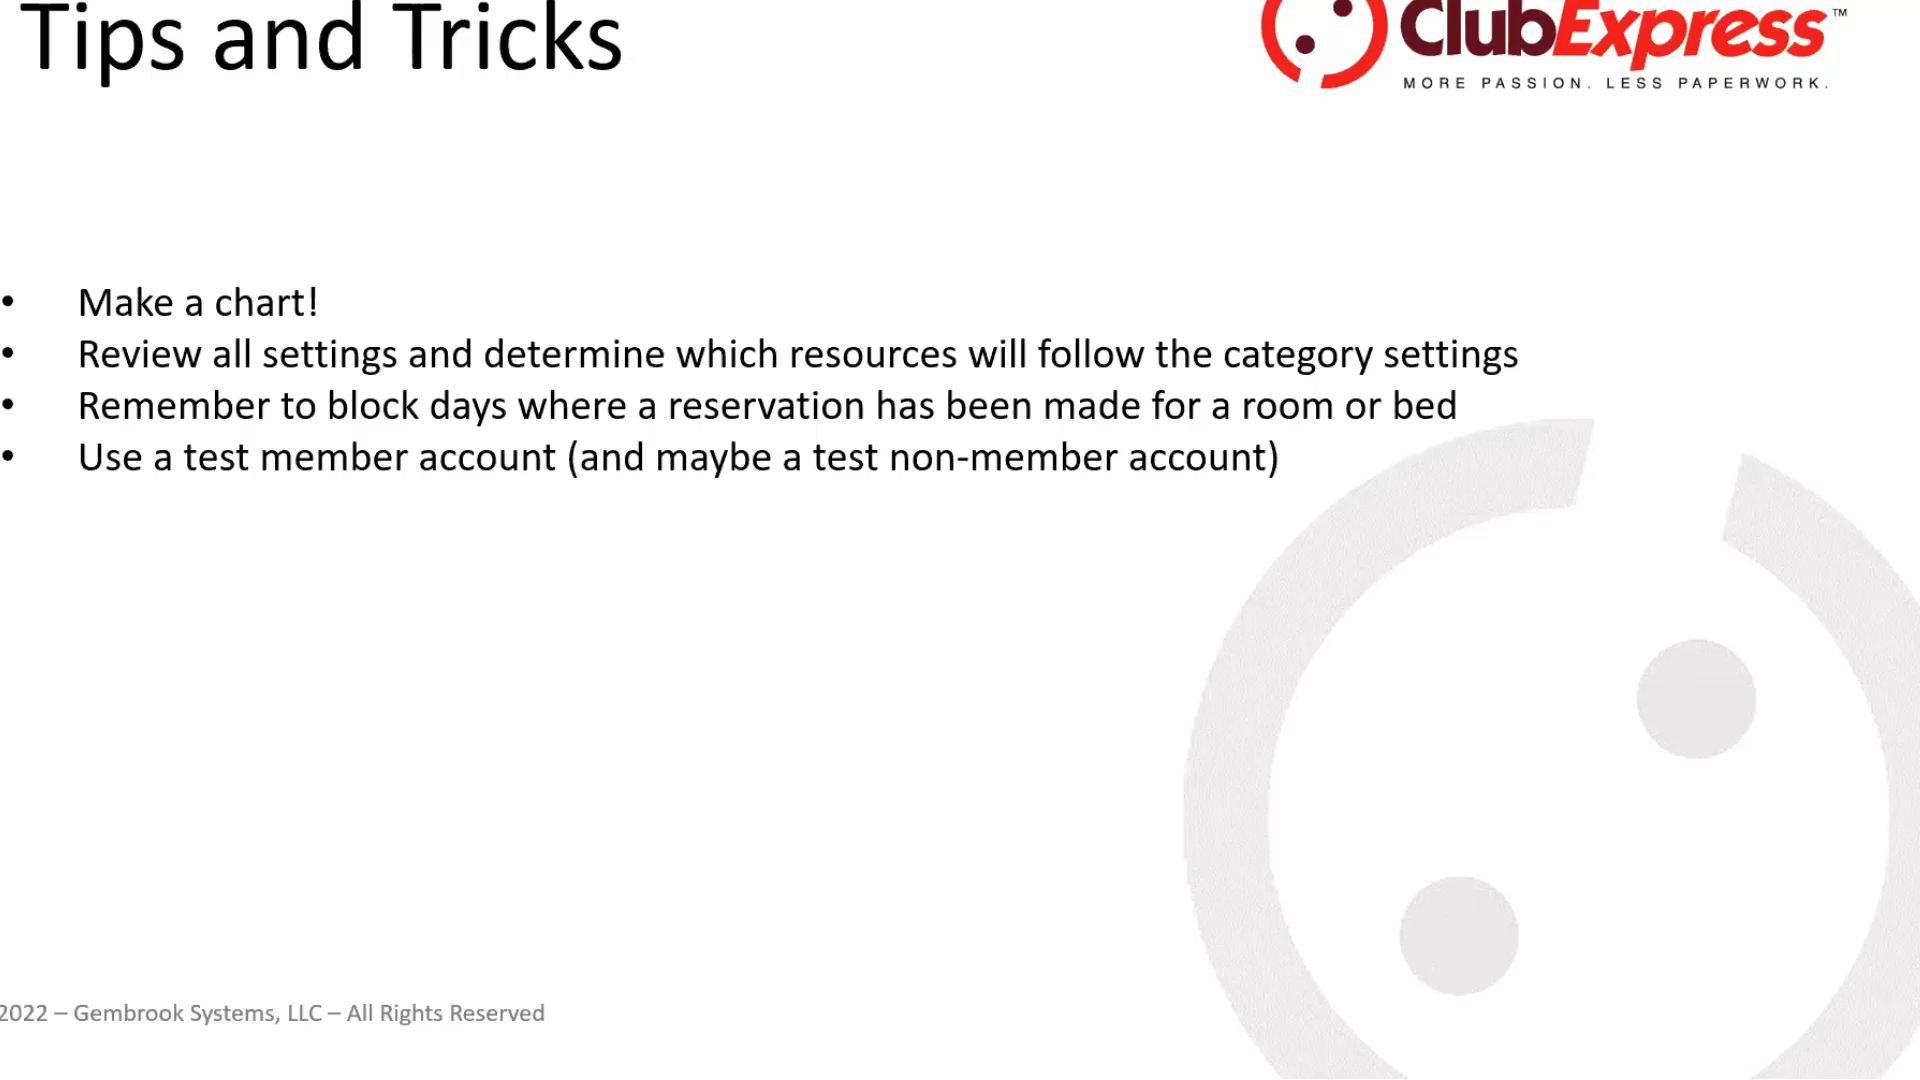 Tips and Tricks
ClubExpress™
MORE PASSION. LESS PAPERWORK.
• Make a chart!
• Review all settings and determine which resources will follow the category settings
• Remember to block days where a reservation has been made for a room or bed
• Use a test member account (and maybe a test non-member account)
2022 – Gembrook Systems, LLC – All Rights Reserved